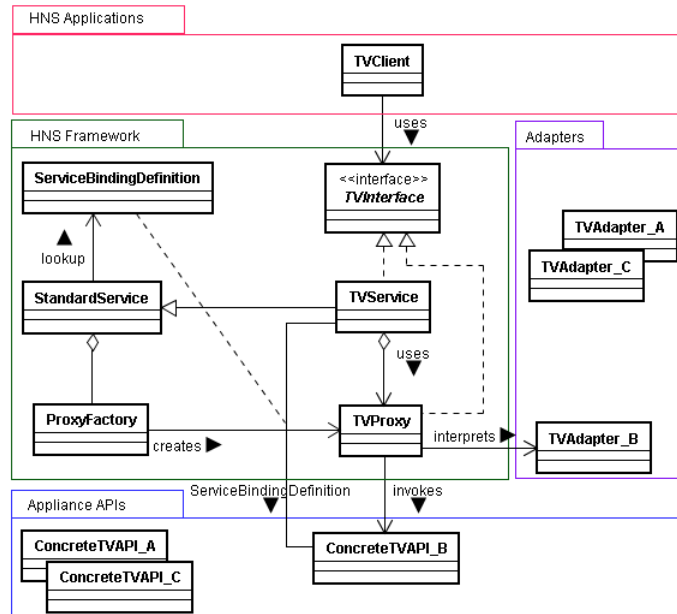 HNS Applications
TVClient
uses
HNS Framework
Adapters
ServiceBindingDefinition
<<interface>>
TVInterface
TVAdapter_A
TVAdapter_C
lookup
StandardService
TVService
uses
ProxyFactory
TVProxy
creates
interprets
TVAdapter_B
ServiceBindingDefinition
invokes
Appliance APIs
ConcreteTVAPI_A
ConcreteTVAPI_B
ConcreteTVAPI_C